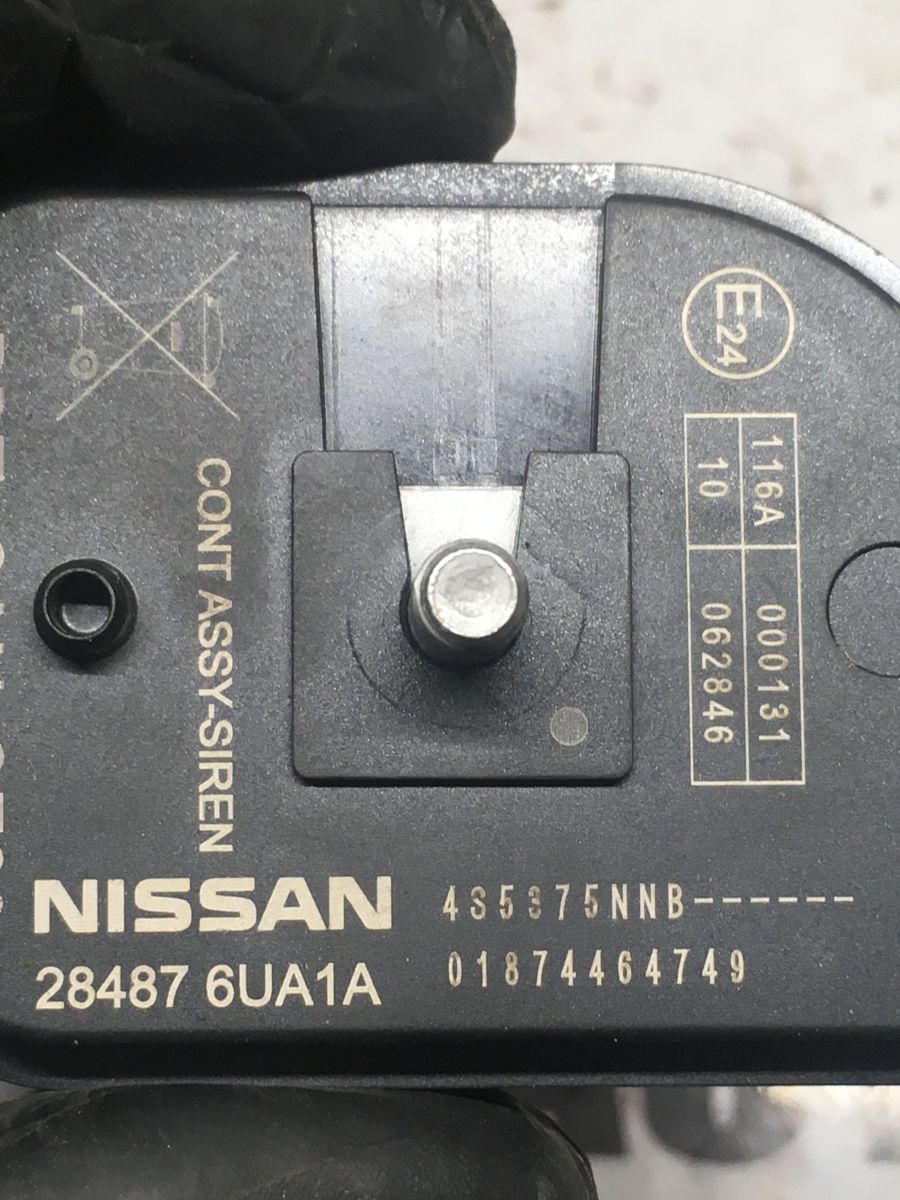 E24
116A 000131
10 062846
CONT ASSY-SIREN
NISSAN
28487 6UA1A
4S5375NNB------
01874464749